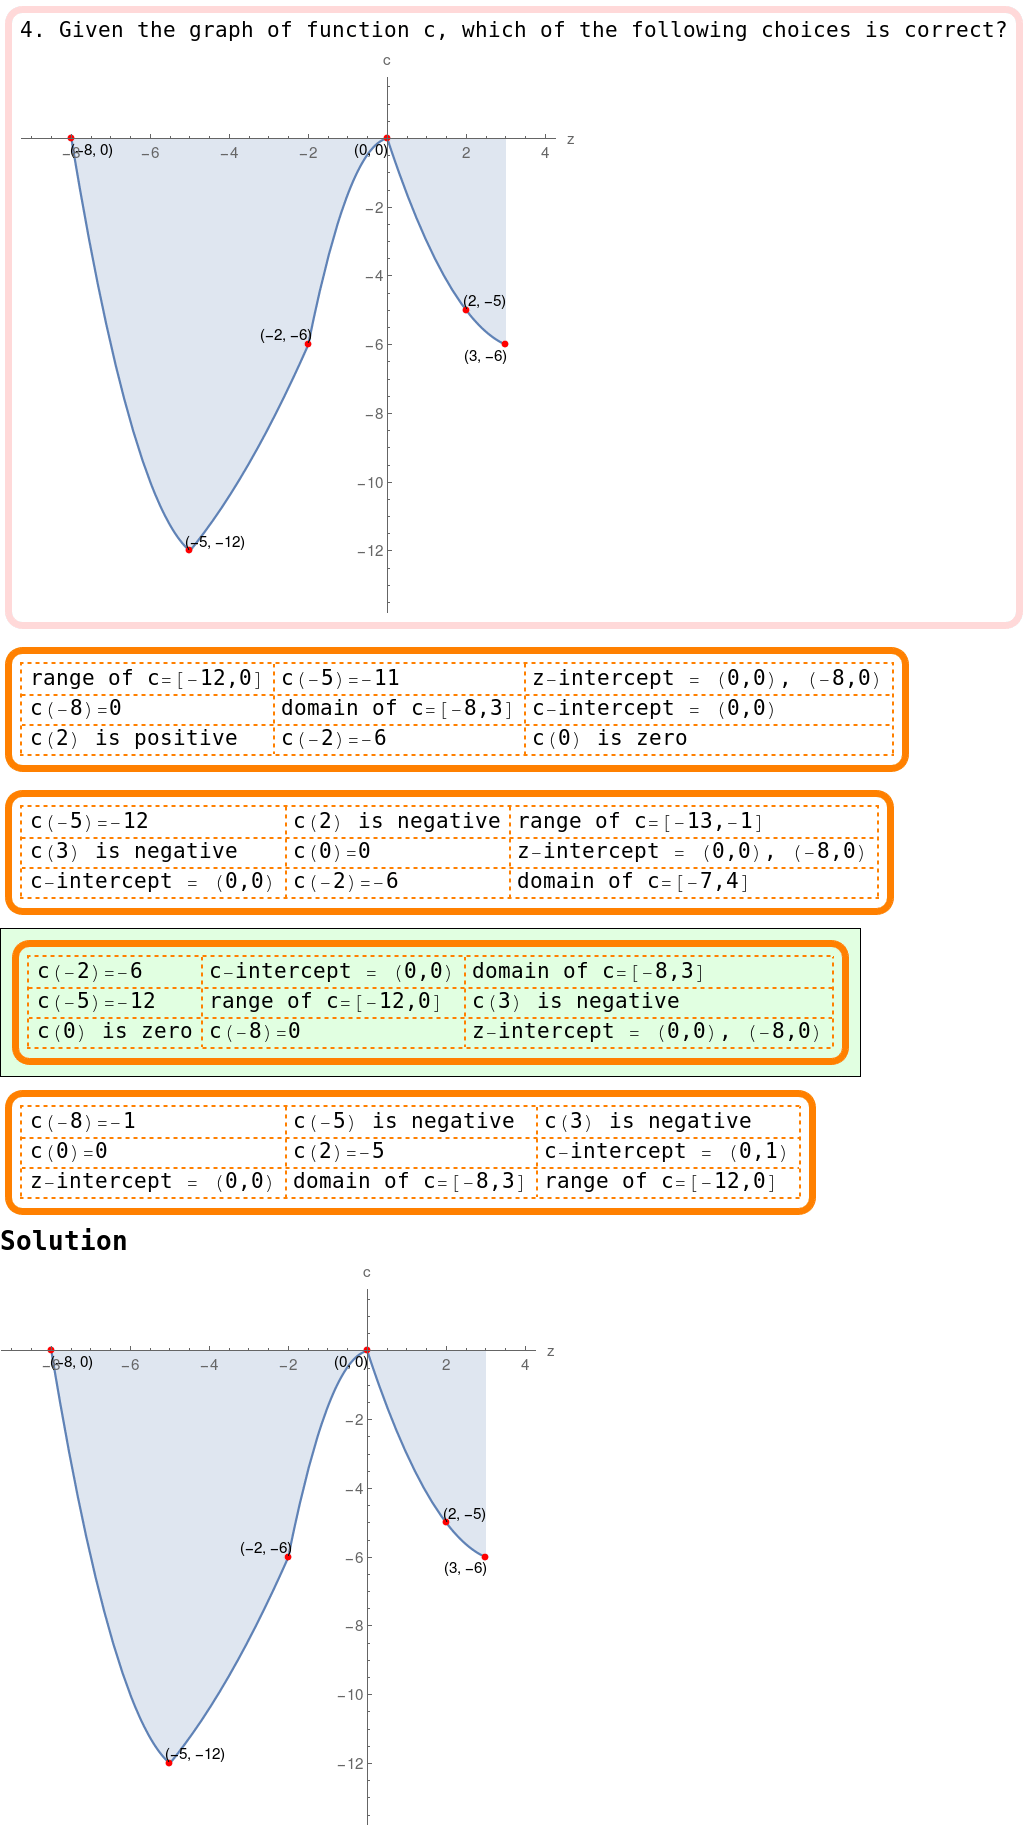 4. Given the graph of function c, which of the following choices is correct?
c
z
-8 -6 -4 -2 2 4
(-8, 0) (0, 0)
-2
-4
(2, -5)
(-2, -6)
-6
(3, -6)
-8
-10
(-5, -12)
-12
range of c=[-12,0] c(-5)=-11 z-intercept = (0,0), (-8,0)
c(-8)=0 domain of c=[-8,3] c-intercept = (0,0)
c(2) is positive c(-2)=-6 c(0) is zero
c(-5)=-12 c(2) is negative range of c=[-13,-1]
c(3) is negative c(0)=0 z-intercept = (0,0), (-8,0)
c-intercept = (0,0) c(-2)=-6 domain of c=[-7,4]
c(-2)=-6 c-intercept = (0,0) domain of c=[-8,3]
c(-5)=-12 range of c=[-12,0] c(3) is negative
c(0) is zero c(-8)=0 z-intercept = (0,0), (-8,0)
c(-8)=-1 c(-5) is negative c(3) is negative
c(0)=0 c(2)=-5 c-intercept = (0,1)
z-intercept = (0,0) domain of c=[-8,3] range of c=[-12,0]
Solution
c
z
-8 -6 -4 -2 2 4
(-8, 0) (0, 0)
-2
-4
(2, -5)
(-2, -6)
-6
(3, -6)
-8
-10
(-5, -12)
-12